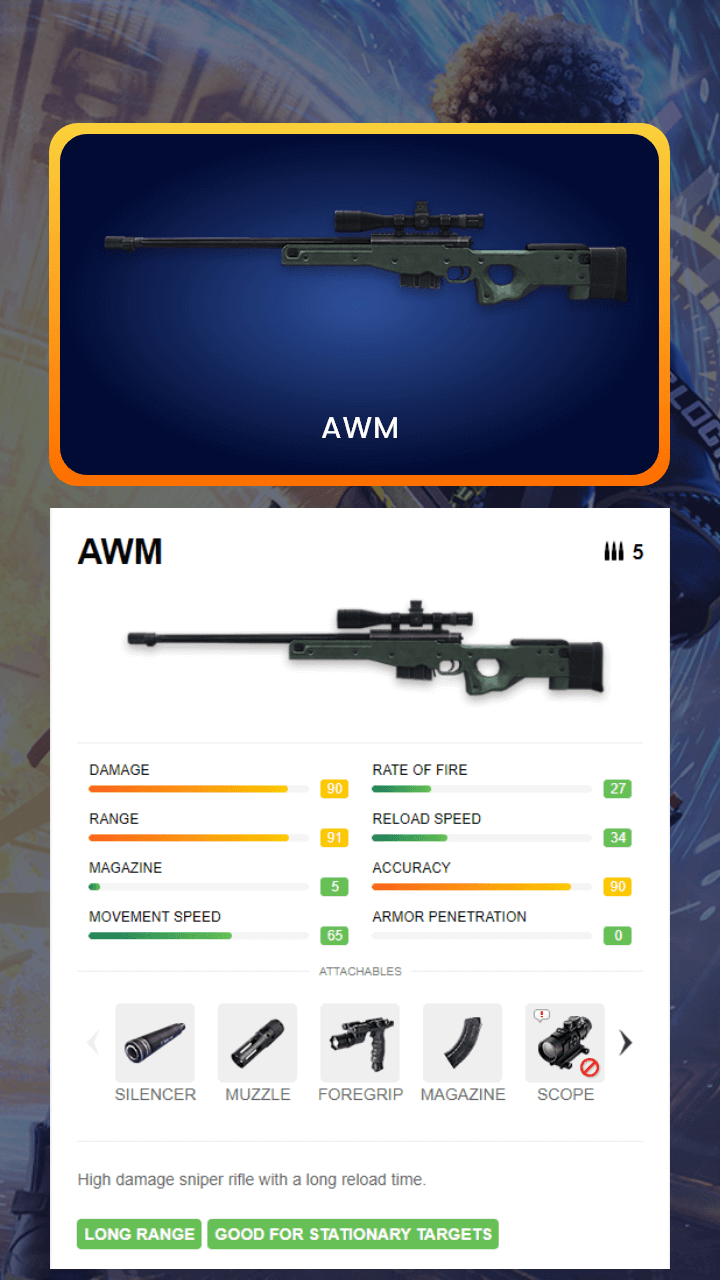 AWM
AWM
5
DAMAGE
90
RATE OF FIRE
27
RANGE
91
RELOAD SPEED
34
MAGAZINE
5
ACCURACY
90
MOVEMENT SPEED
65
ARMOR PENETRATION
0
ATTACHABLES
SILENCER
MUZZLE
FOREGRIP
MAGAZINE
SCOPE
High damage sniper rifle with a long reload time.
LONG RANGE
GOOD FOR STATIONARY TARGETS